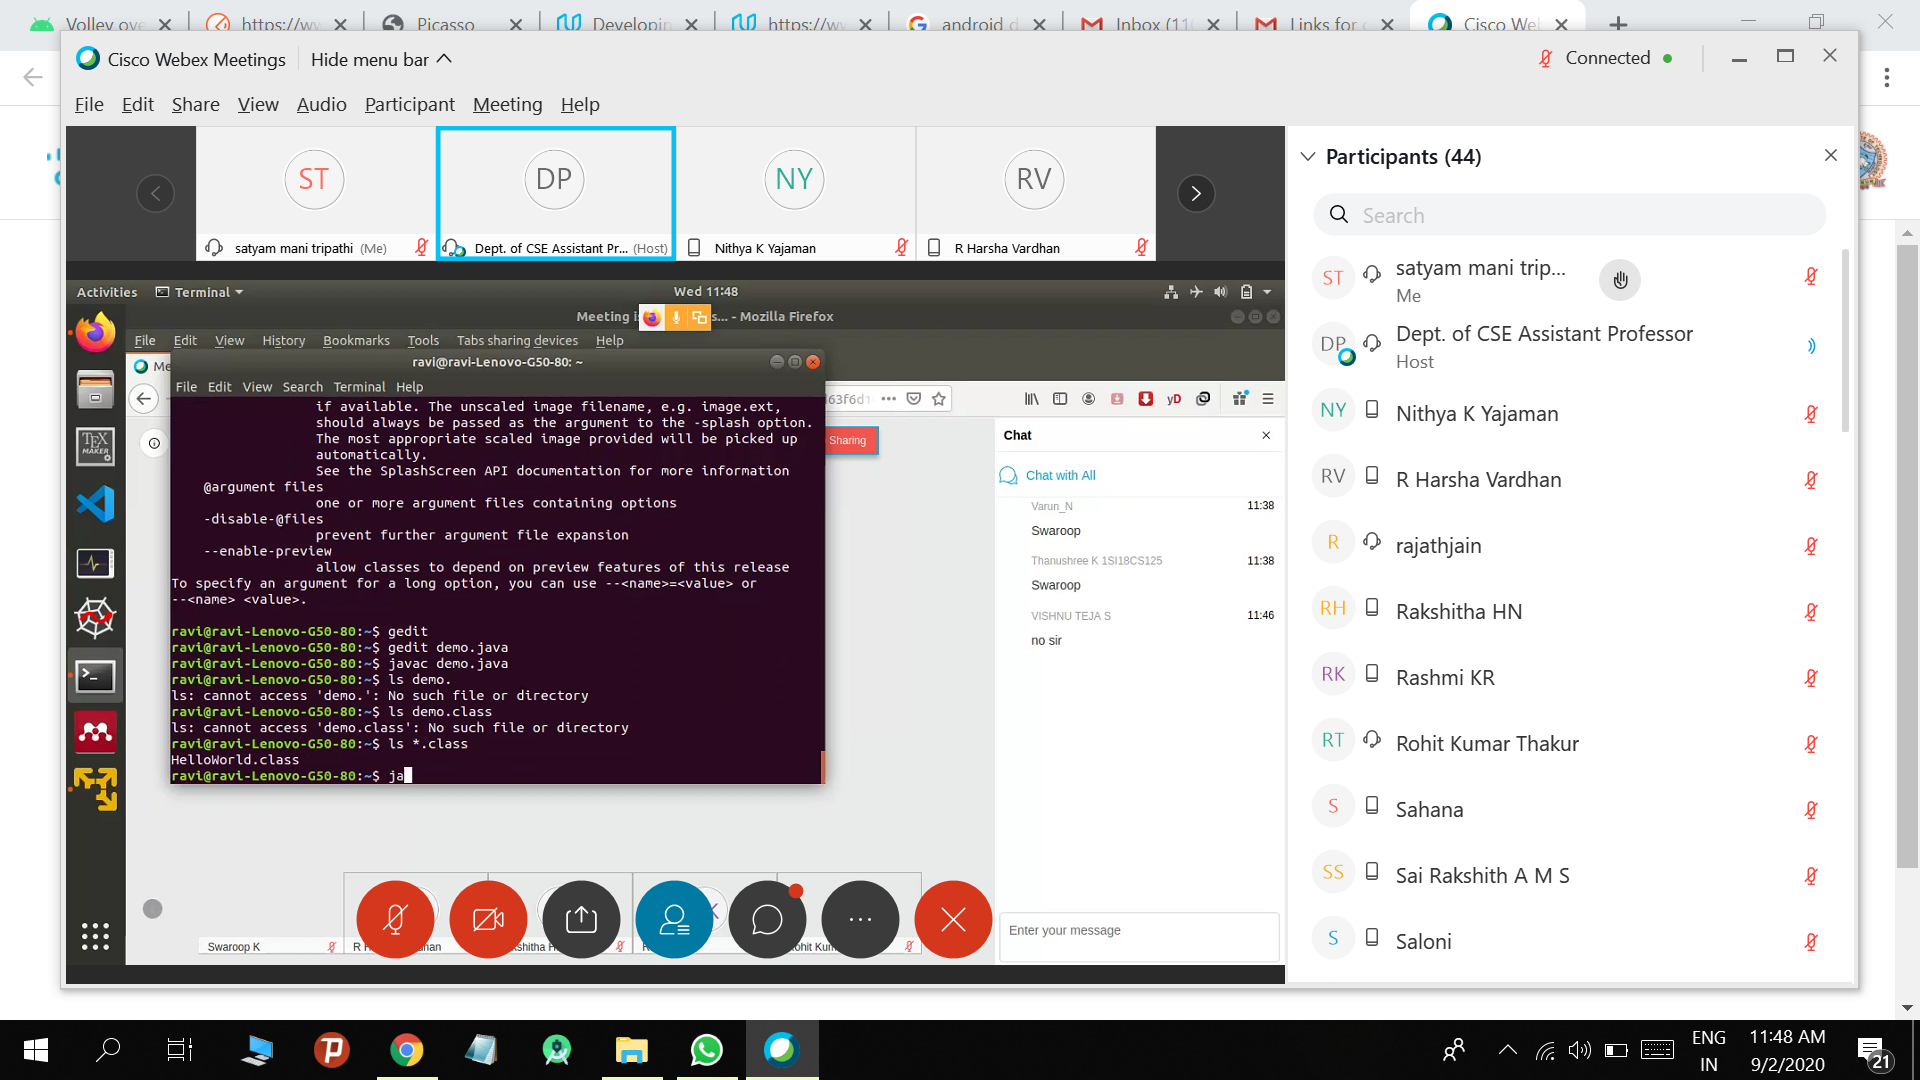 Volley ove
https://ww
Picasso
Developin
https://ww
android d
Inbox (11
Links for c
Cisco Web
Cisco Webex Meetings
Hide menu bar
Connected
File Edit Share View Audio Participant Meeting Help
ST
DP
NY
RV
satyam mani tripathi (Me)
Dept. of CSE Assistant Pr... (Host)
Nithya K Yajaman
R Harsha Vardhan
Activities
Terminal
Wed 11:48
Meeting i
s... - Mozilla Firefox
File Edit View History Bookmarks Tools Tabs sharing devices Help
ravi@ravi-Lenovo-G50-80: ~
File Edit View Search Terminal Help
if available. The unscaled image filename, e.g. image.ext,
should always be passed as the argument to the -splash option.
The most appropriate scaled image provided will be picked up
automatically.
See the SplashScreen API documentation for more information
@argument files
one or more argument files containing options
-disable-@files
prevent further argument file expansion
--enable-preview
allow classes to depend on preview features of this release
To specify an argument for a long option, you can use --<name>=<value> or
--<name> <value>.
ravi@ravi-Lenovo-G50-80:~$ gedit
ravi@ravi-Lenovo-G50-80:~$ gedit demo.java
ravi@ravi-Lenovo-G50-80:~$ javac demo.java
ravi@ravi-Lenovo-G50-80:~$ ls demo.
ls: cannot access 'demo.': No such file or directory
ravi@ravi-Lenovo-G50-80:~$ ls demo.class
ls: cannot access 'demo.class': No such file or directory
ravi@ravi-Lenovo-G50-80:~$ ls *.class
HelloWorld.class
ravi@ravi-Lenovo-G50-80:~$ ja
TEX
MAKER
Me
Sharing
yD
Chat
Chat with All
Varun_N 11:38
Swaroop
Thanushree K 1SI18CS125 11:38
Swaroop
VISHNU TEJA S 11:46
no sir
Enter your message
Swaroop K
Participants (44)
Search
ST satyam mani trip...
Me
DP Dept. of CSE Assistant Professor
Host
NY Nithya K Yajaman
RV R Harsha Vardhan
R rajathjain
RH Rakshitha HN
RK Rashmi KR
RT Rohit Kumar Thakur
S Sahana
SS Sai Rakshith A M S
S Saloni
ENG
IN
11:48 AM
9/2/2020
21